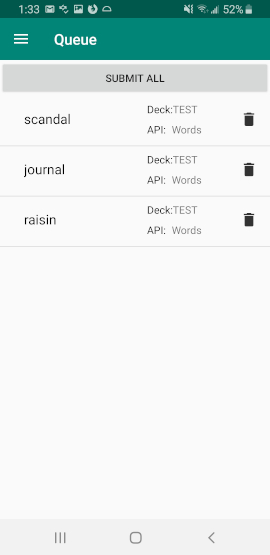 1:33 52%
Queue
SUBMIT ALL
scandal
Deck:TEST
API: Words
journal
Deck:TEST
API: Words
raisin
Deck:TEST
API: Words